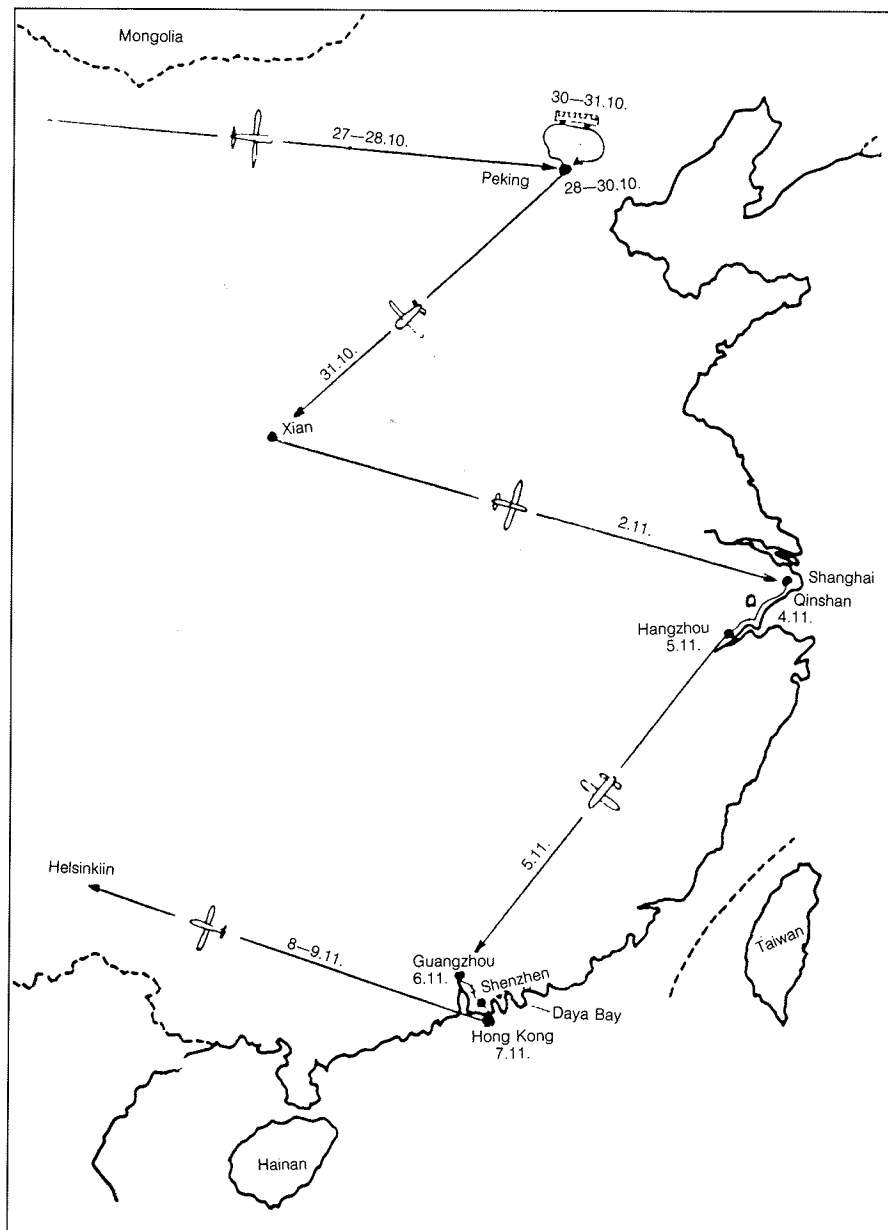 Mongolia
30—31.10.
27—28.10.
Peking
28—30.10.
31.10.
Xian
2.11.
Shanghai
Qinshan
4.11.
Hangzhou
5.11.
5.11.
Helsinkiin
8—9.11.
Guangzhou
6.11.
Shenzhen
Daya Bay
Hong Kong
7.11.
Taiwan
Hainan